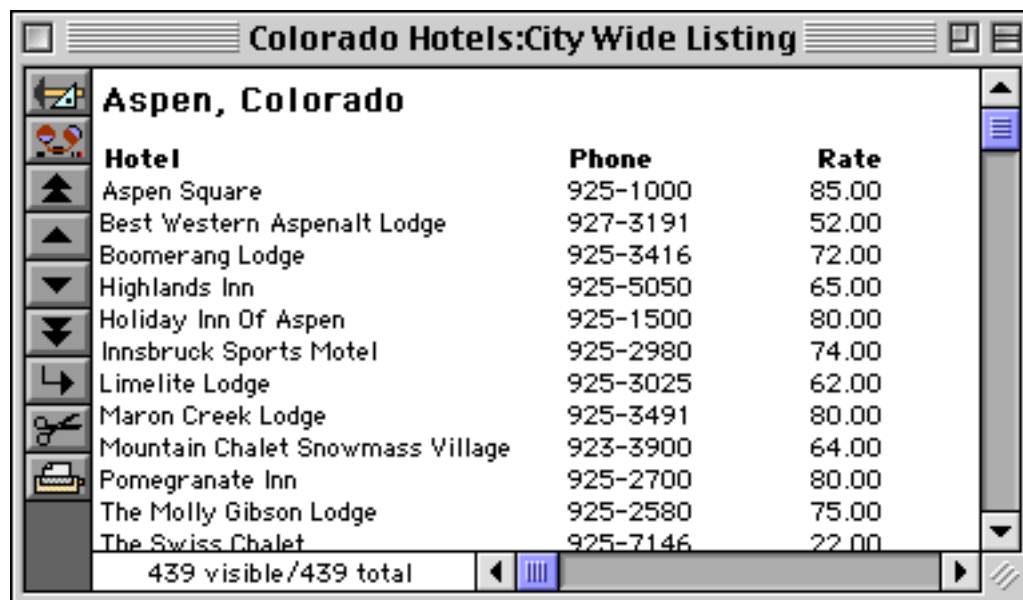 Colorado Hotels:City Wide Listing
Aspen, Colorado
Hotel Phone Rate
Aspen Square 925-1000 85.00
Best Western Aspenalt Lodge 927-3191 52.00
Boomerang Lodge 925-3416 72.00
Highlands Inn 925-5050 65.00
Holiday Inn Of Aspen 925-1500 80.00
Innsbruck Sports Motel 925-2980 74.00
Limelite Lodge 925-3025 62.00
Maron Creek Lodge 925-3491 80.00
Mountain Chalet Snowmass Village 923-3900 64.00
Pomegranate Inn 925-2700 80.00
The Molly Gibson Lodge 925-2580 75.00
The Swiss Chalet 925-7146 22.00
439 visible/439 total